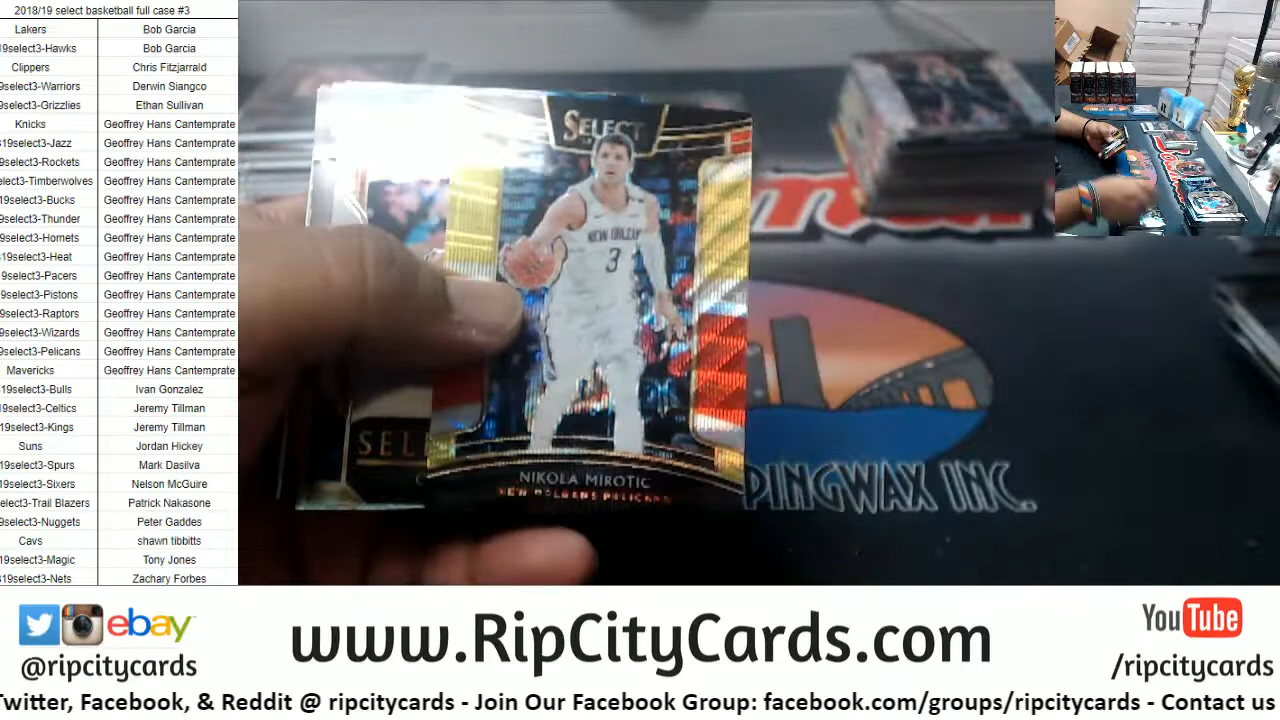 2018/19 select basketball full case #3
Lakers Bob Garcia
19select3-Hawks Bob Garcia
Clippers Chris Fitzjarrald
9select3-Warriors Derwin Siangco
9select3-Grizzlies Ethan Sullivan
Knicks Geoffrey Hans Cantemprate
19select3-Jazz Geoffrey Hans Cantemprate
9select3-Rockets Geoffrey Hans Cantemprate
elect3-Timberwolves Geoffrey Hans Cantemprate
9select3-Bucks Geoffrey Hans Cantemprate
9select3-Thunder Geoffrey Hans Cantemprate
9select3-Hornets Geoffrey Hans Cantemprate
19select3-Heat Geoffrey Hans Cantemprate
9select3-Pacers Geoffrey Hans Cantemprate
9select3-Pistons Geoffrey Hans Cantemprate
9select3-Raptors Geoffrey Hans Cantemprate
9select3-Wizards Geoffrey Hans Cantemprate
9select3-Pelicans Geoffrey Hans Cantemprate
Mavericks Geoffrey Hans Cantemprate
19select3-Bulls Ivan Gonzalez
9select3-Celtics Jeremy Tillman
19select3-Kings Jeremy Tillman
Suns Jordan Hickey
19select3-Spurs Mark Dasilva
9select3-Sixers Nelson McGuire
elect3-Trail Blazers Patrick Nakasone
9select3-Nuggets Peter Gaddes
Cavs shawn tibbitts
19select3-Magic Tony Jones
19select3-Nets Zachary Forbes
SELECT
NEW ORLEANS
3
SELE
NIKOLA MIROTIC
NEW ORLEANS PELICANS
PINGWAX INC.
ebay
@ripcitycards
www.RipCityCards.com
YouTube
/ripcitycards
Twitter, Facebook, & Reddit @ ripcitycards - Join Our Facebook Group: facebook.com/groups/ripcitycards - Contact us